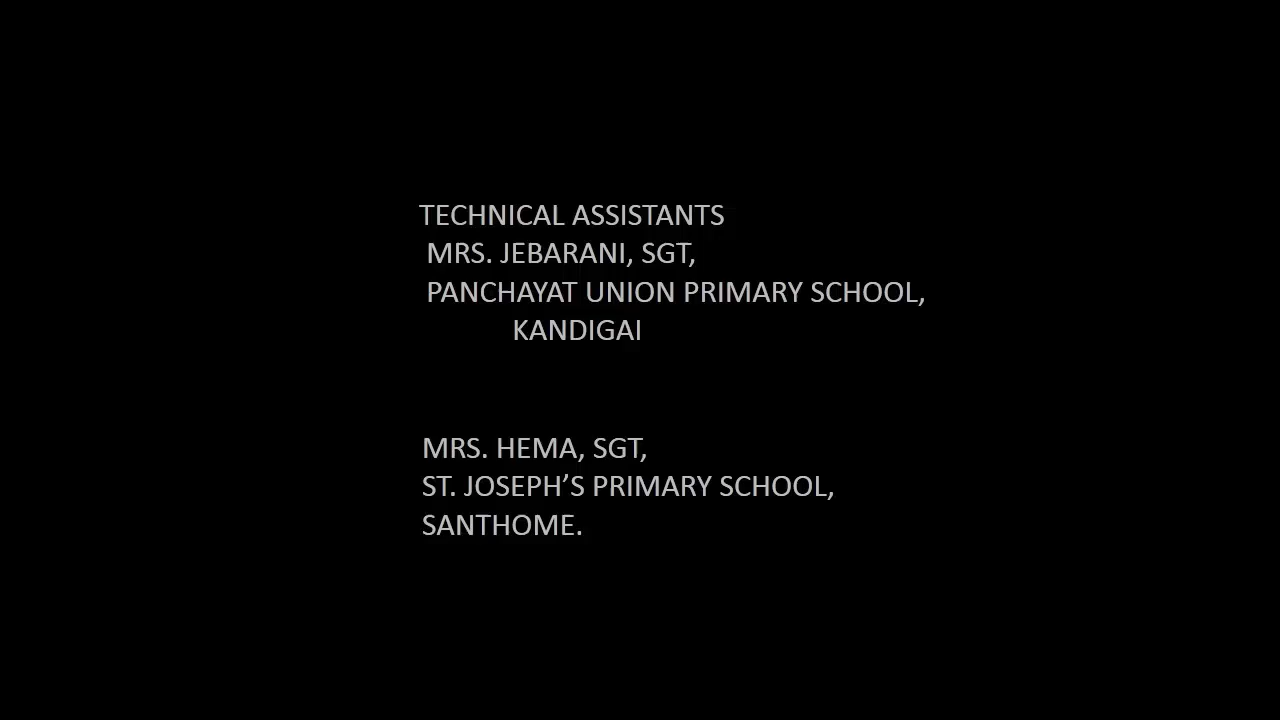 TECHNICAL ASSISTANTS
MRS. JEBARANI, SGT,
PANCHAYAT UNION PRIMARY SCHOOL,
KANDIGAI
MRS. HEMA, SGT,
ST. JOSEPH’S PRIMARY SCHOOL,
SANTHOME.